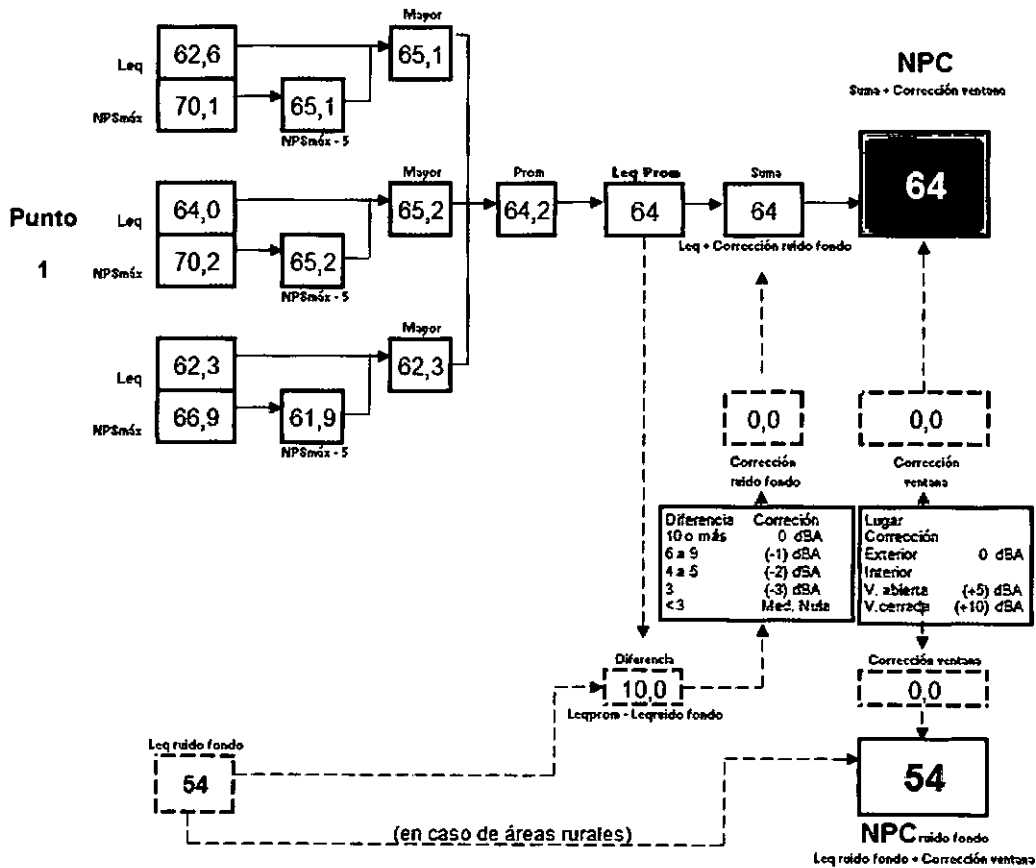 Mayor
Leq
62,6
65,1
NPSmáx
70,1
65,1
NPSmáx - 5
NPC
Suma + Corrección ventana
Punto
1
Mayor
Prom
Leq Prom
Suma
Leq
64,0
65,2
64,2
64
64
64
Leq + Corrección ruido fondo
NPSmáx
70,2
65,2
NPSmáx - 5
Mayor
Leq
62,3
62,3
NPSmáx
66,9
61,9
NPSmáx - 5
0,0
0,0
Corrección
ruido fondo
Corrección
ventana
Diferencia Correción
10 o más 0 dBA
6 a 9 (-1) dBA
4 a 5 (-2) dBA
3 (-3) dBA
<3 Med. Nula
Lugar
Corrección
Exterior 0 dBA
Interior
V. abierta (+5) dBA
V.cerrada (+10) dBA
Diferencia
10,0
Leqprom - Leqruido fondo
Corrección ventana
0,0
Leq ruido fondo
54
54
(en caso de áreas rurales)
NPC ruido fondo
Leq ruido fondo + Corrección ventana